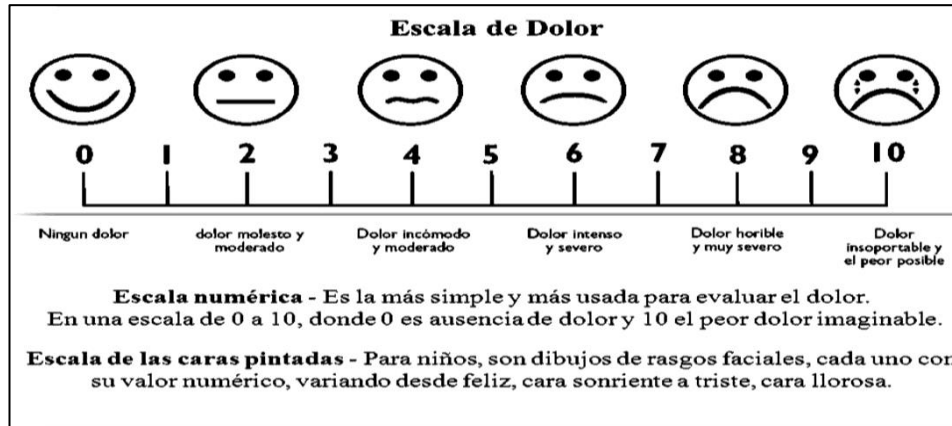 Escala de Dolor
0 1 2 3 4 5 6 7 8 9 10
Ningun dolor
dolor molesto y
moderado
Dolor incómodo
y moderado
Dolor intenso
y severo
Dolor horible
y muy severo
Dolor
insoportable y
el peor posible
Escala numérica - Es la más simple y más usada para evaluar el dolor.
En una escala de 0 a 10, donde 0 es ausencia de dolor y 10 el peor dolor imaginable.
Escala de las caras pintadas - Para niños, son dibujos de rasgos faciales, cada uno con
su valor numérico, variando desde feliz, cara sonriente a triste, cara llorosa.